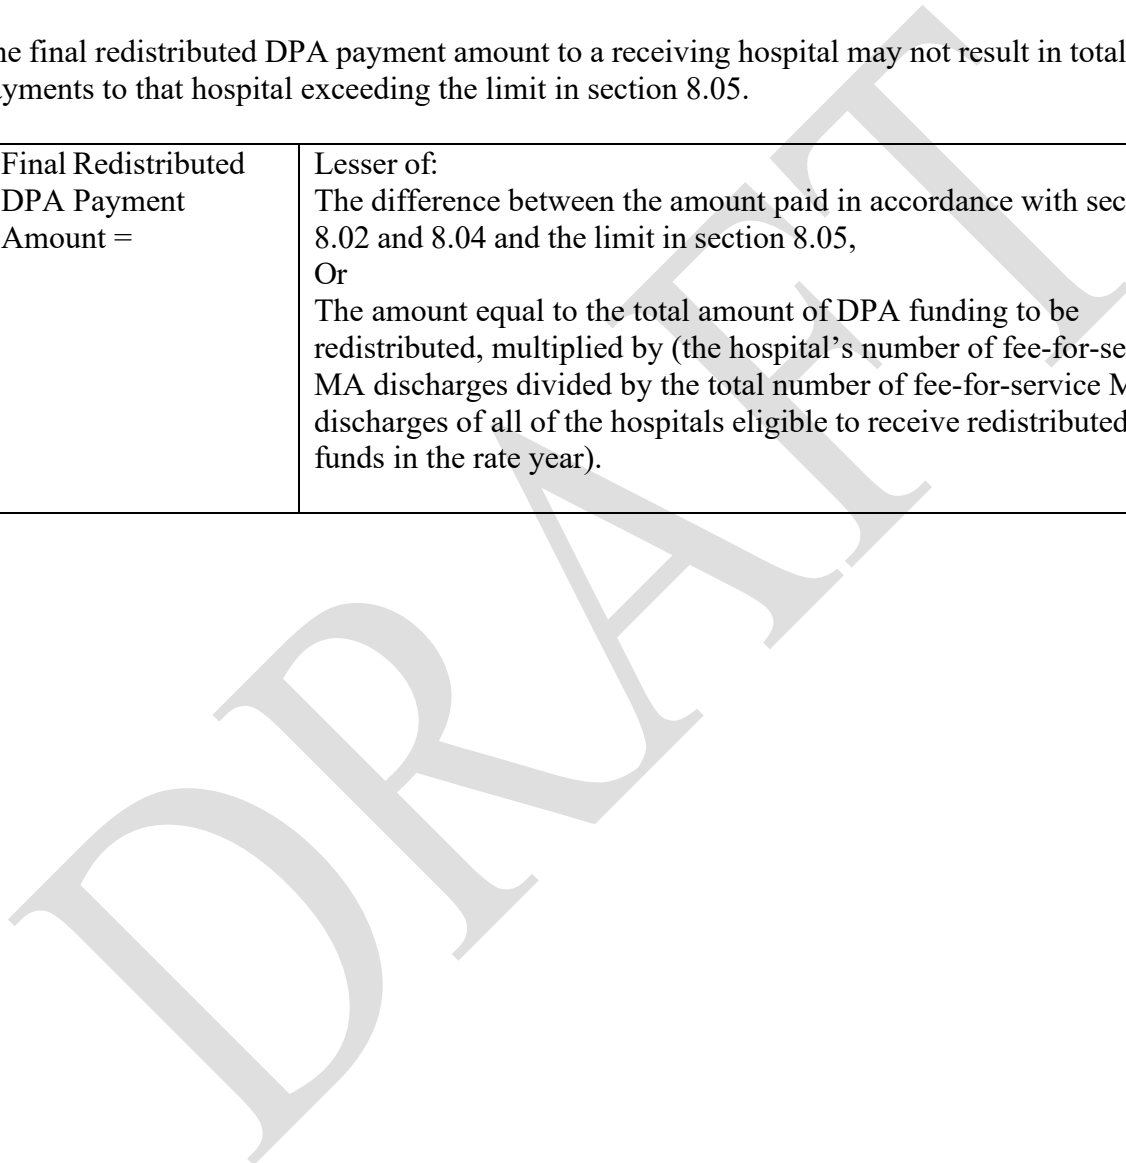 he final redistributed DPA payment amount to a receiving hospital may not result in total
yments to that hospital exceeding the limit in section 8.05.
Final Redistributed
DPA Payment
Amount =
Lesser of:
The difference between the amount paid in accordance with sec
8.02 and 8.04 and the limit in section 8.05,
Or
The amount equal to the total amount of DPA funding to be
redistributed, multiplied by (the hospital’s number of fee-for-se
MA discharges divided by the total number of fee-for-service M
discharges of all of the hospitals eligible to receive redistributed
funds in the rate year).
DRAFT